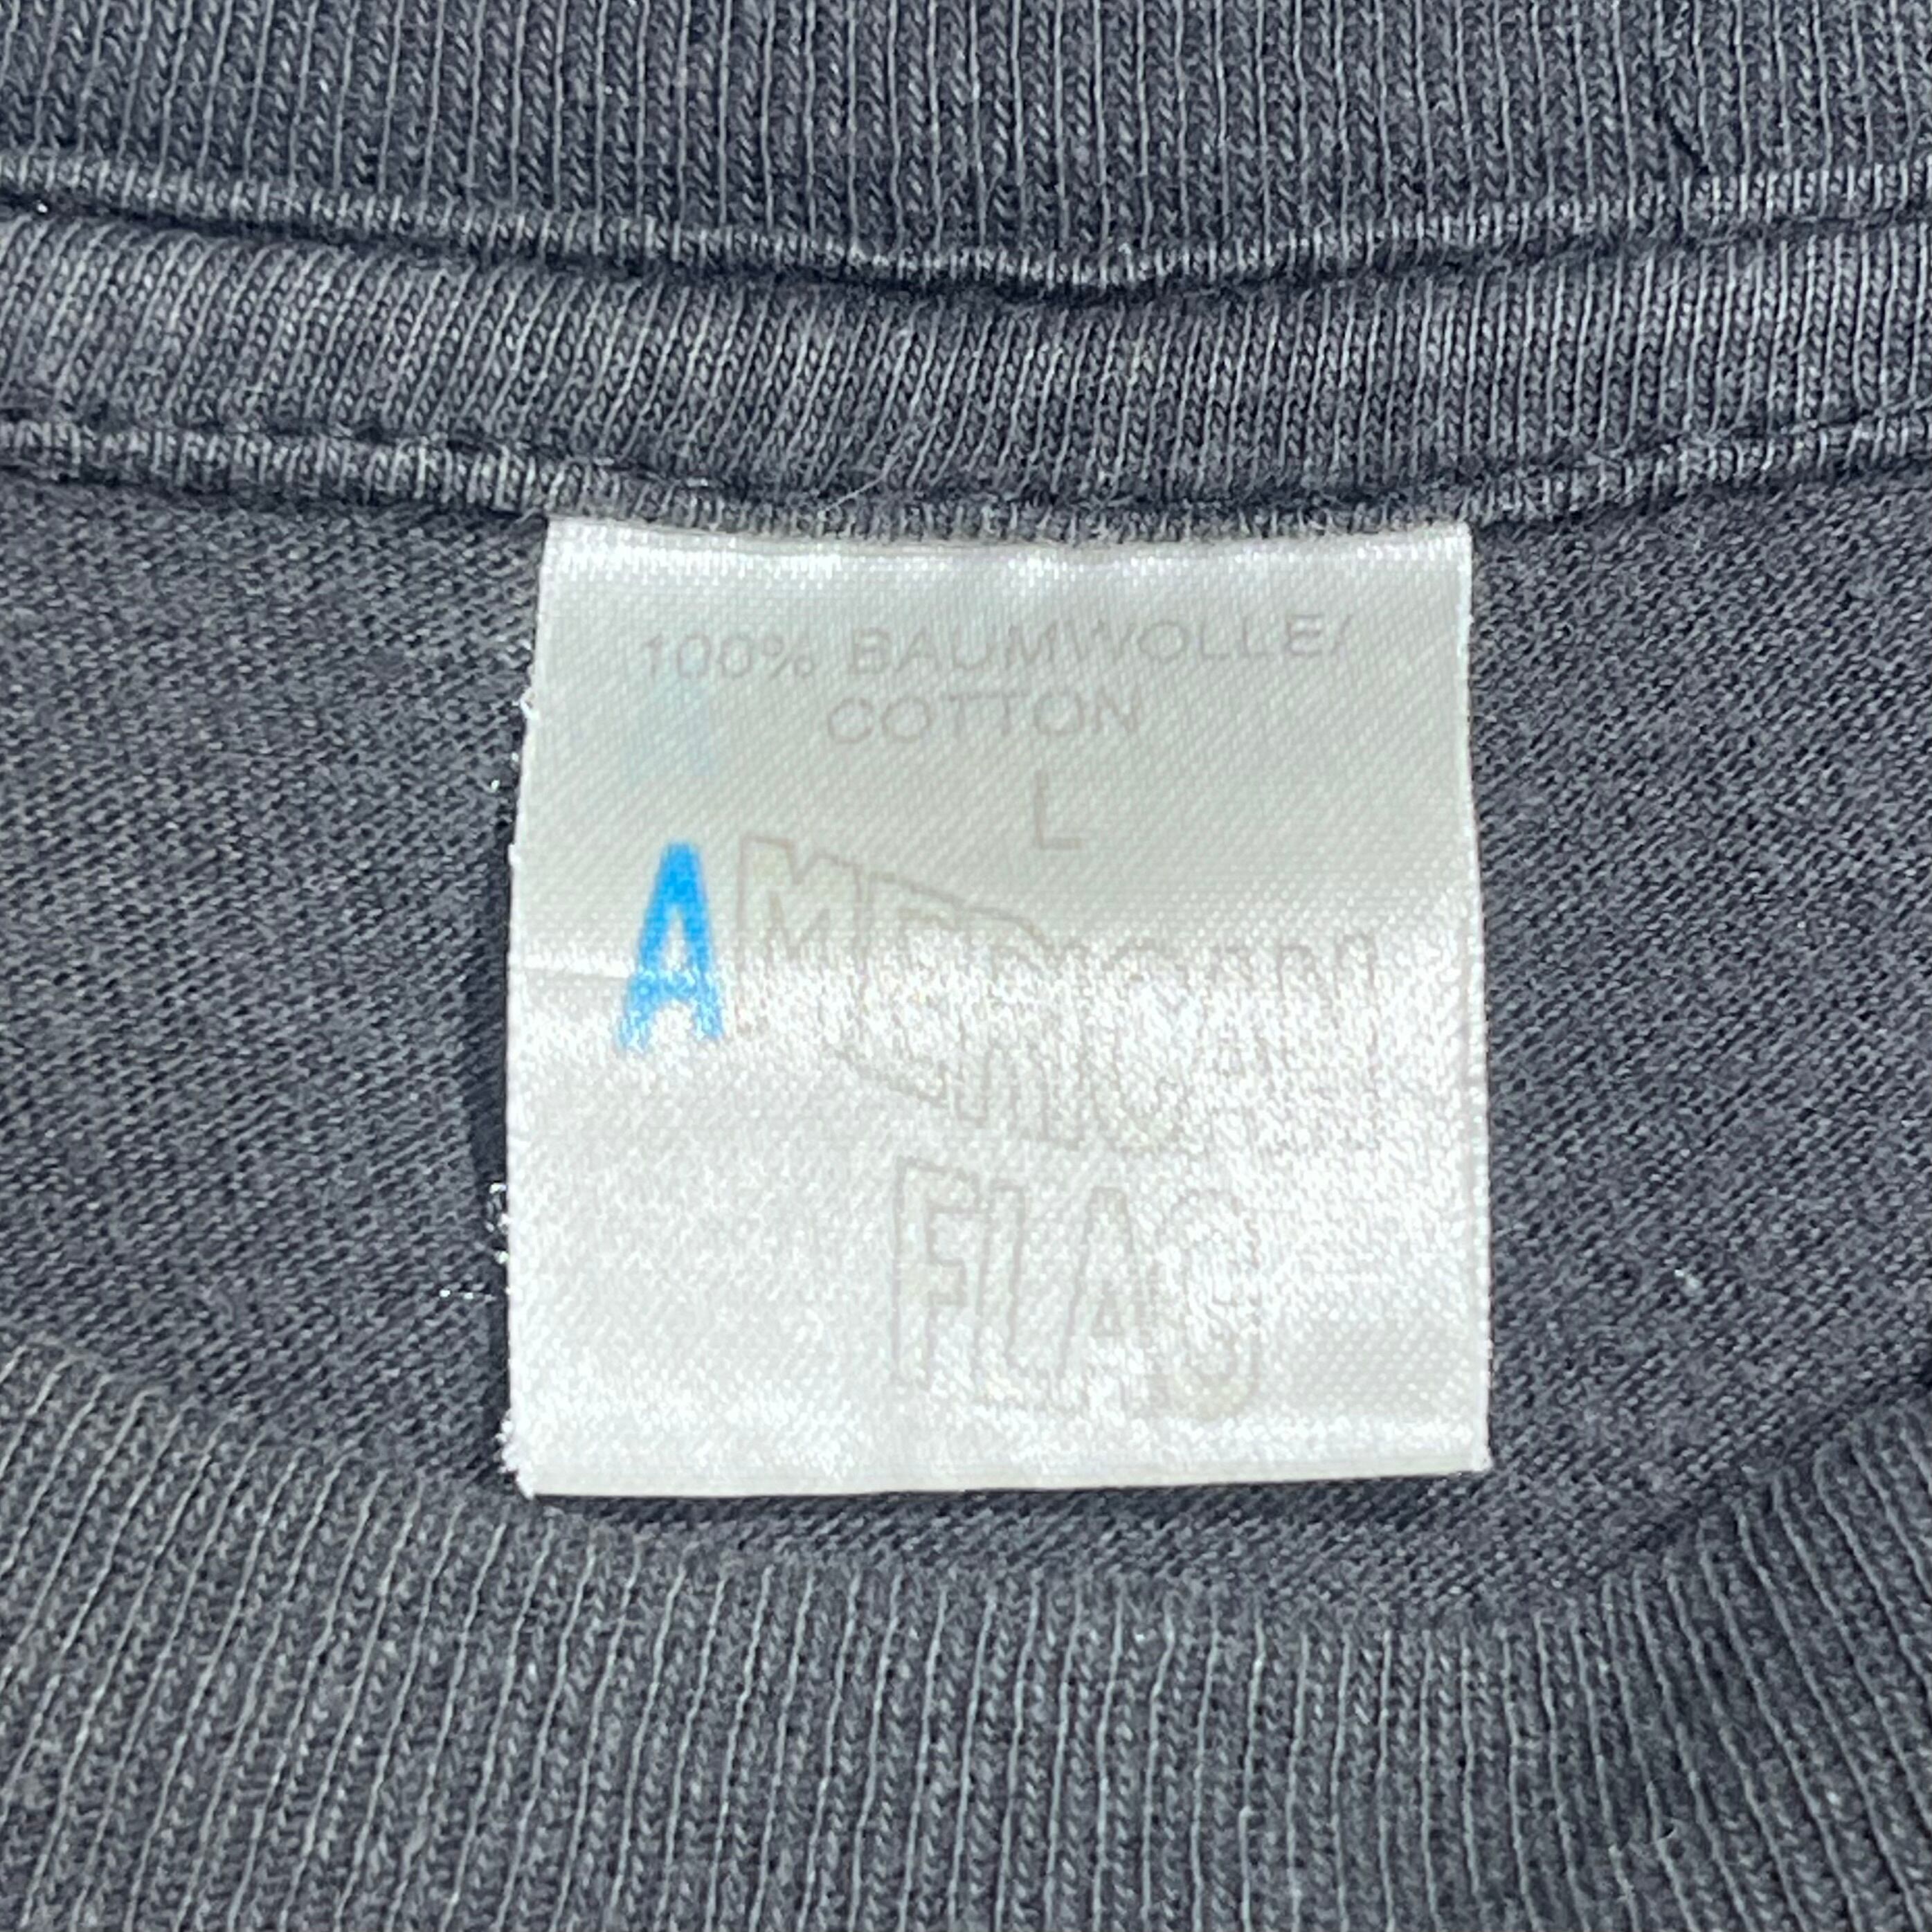 100% BAUMWOLLE/
COTTON
L
A
AMERICAN
FLAG